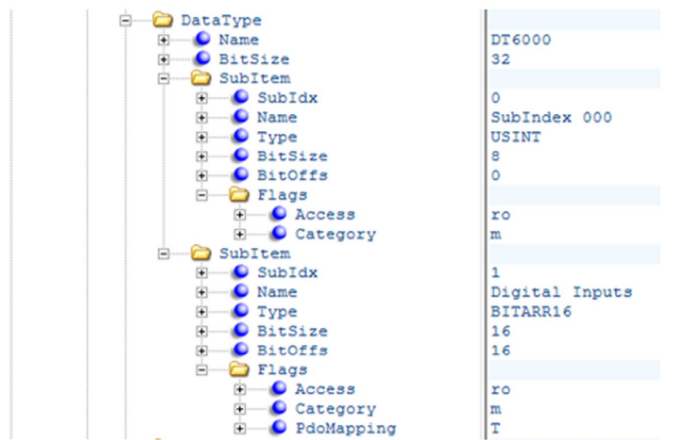 DataType
Name DT6000
BitSize 32
SubItem
SubIdx 0
Name SubIndex 000
Type USINT
BitSize 8
BitOffs 0
Flags
Access ro
Category m
SubItem
SubIdx 1
Name Digital Inputs
Type BITARR16
BitSize 16
BitOffs 16
Flags
Access ro
Category m
PdoMapping T